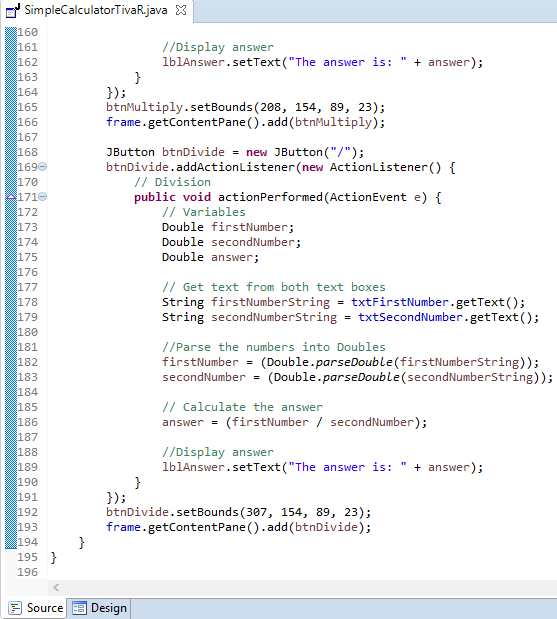 SimpleCalculatorTivaR.java
160
161 //Display answer
162 lblAnswer.setText("The answer is: " + answer);
163 }
164 });
165 btnMultiply.setBounds(208, 154, 89, 23);
166 frame.getContentPane().add(btnMultiply);
167
168 JButton btnDivide = new JButton("/");
169 btnDivide.addActionListener(new ActionListener() {
170 // Division
171 public void actionPerformed(ActionEvent e) {
172 // Variables
173 Double firstNumber;
174 Double secondNumber;
175 Double answer;
176
177 // Get text from both text boxes
178 String firstNumberString = txtFirstNumber.getText();
179 String secondNumberString = txtSecondNumber.getText();
180
181 //Parse the numbers into Doubles
182 firstNumber = (Double.parseDouble(firstNumberString));
183 secondNumber = (Double.parseDouble(secondNumberString));
184
185 // Calculate the answer
186 answer = (firstNumber / secondNumber);
187
188 //Display answer
189 lblAnswer.setText("The answer is: " + answer);
190 }
191 });
192 btnDivide.setBounds(307, 154, 89, 23);
193 frame.getContentPane().add(btnDivide);
194 }
195 }
196
Source Design